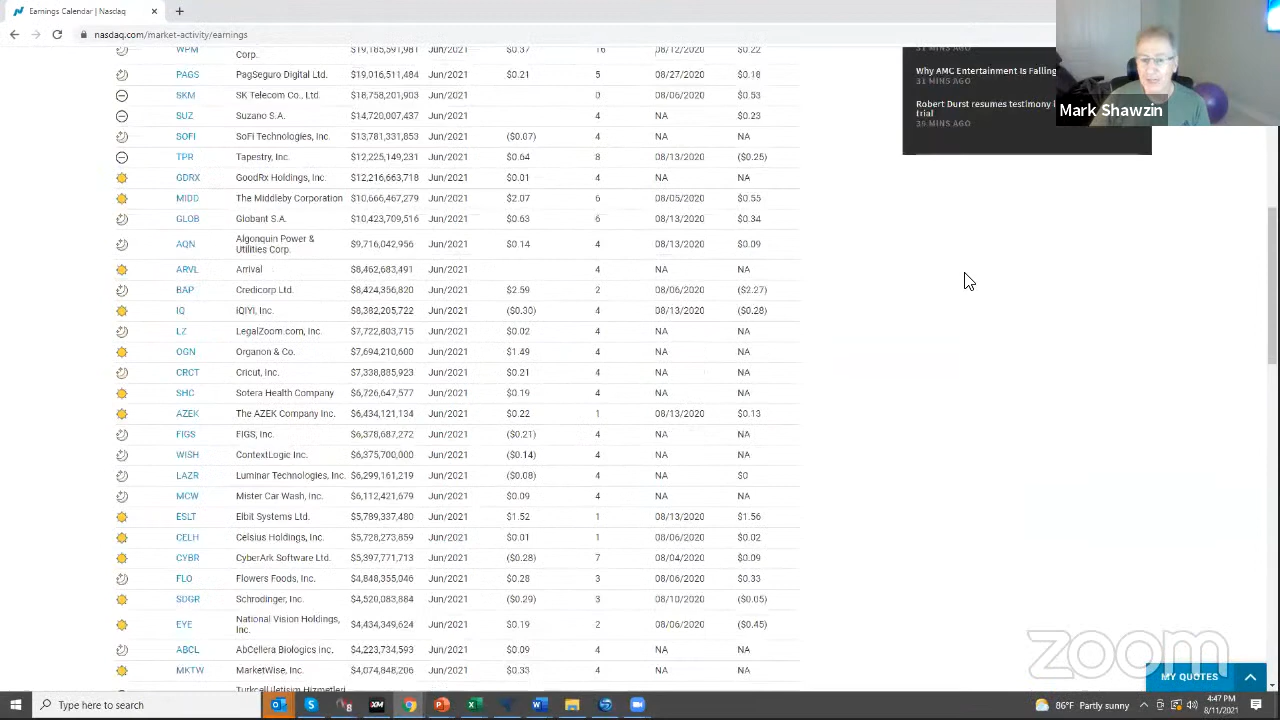 Earnings Calendar | Nasdaq
nasdaq.com/market-activity/earnings
WPM Corp. $19,185,591,981 Jun/2021 $0.37 16 08/12/2020 $0.22
PAGS PagSeguro Digital Ltd. $19,016,511,484 Jun/2021 $0.21 5 08/27/2020 $0.18
SKM SK Telecom Co., Ltd. $18,758,201,903 Jun/2021 0 08/06/2020 $0.53
SUZ Suzano S.A. $14,720,007,437 Jun/2021 4 NA $0.23
SOFI SoFi Technologies, Inc. $13,781,331,853 Jun/2021 ($0.07) 4 NA NA
TPR Tapestry, Inc. $12,225,149,231 Jun/2021 $0.64 8 08/13/2020 ($0.25)
GDRX GoodRx Holdings, Inc. $12,216,663,718 Jun/2021 $0.01 4 NA NA
MIDD The Middleby Corporation $10,666,467,279 Jun/2021 $2.07 6 08/05/2020 $0.55
GLOB Globant S.A. $10,423,709,516 Jun/2021 $0.63 6 08/13/2020 $0.34
AQN Algonquin Power & Utilities Corp. $9,716,042,956 Jun/2021 $0.14 4 08/13/2020 $0.09
ARVL Arrival $8,462,683,491 Jun/2021 4 NA NA
BAP Credicorp Ltd. $8,424,356,820 Jun/2021 $2.59 2 08/06/2020 ($2.27)
IQ iQIYI, Inc. $8,382,205,722 Jun/2021 ($0.30) 4 08/13/2020 ($0.28)
LZ LegalZoom.com, Inc. $7,722,803,715 Jun/2021 $0.02 4 NA NA
OGN Organon & Co. $7,694,210,600 Jun/2021 $1.49 4 NA NA
CRCT Cricut, Inc. $7,338,885,923 Jun/2021 $0.21 4 NA NA
SHC Sotera Health Company $6,726,647,577 Jun/2021 $0.19 4 NA NA
AZEK The AZEK Company Inc. $6,434,121,134 Jun/2021 $0.22 1 08/13/2020 $0.13
FIGS FIGS, Inc. $6,378,687,272 Jun/2021 ($0.21) 4 NA NA
WISH ContextLogic Inc. $6,375,700,000 Jun/2021 ($0.14) 4 NA NA
LAZR Luminar Technologies, Inc. $6,299,161,219 Jun/2021 ($0.08) 4 NA $0
MCW Mister Car Wash, Inc. $6,112,421,679 Jun/2021 $0.09 4 NA NA
ESLT Elbit Systems Ltd. $5,789,337,480 Jun/2021 $1.52 1 08/13/2020 $1.56
CELH Celsius Holdings, Inc. $5,728,273,859 Jun/2021 $0.01 1 08/06/2020 $0.02
CYBR CyberArk Software Ltd. $5,397,771,713 Jun/2021 ($0.28) 7 08/04/2020 $0.09
FLO Flowers Foods, Inc. $4,848,355,046 Jun/2021 $0.28 3 08/06/2020 $0.33
SDGR Schrodinger, Inc. $4,520,083,884 Jun/2021 ($0.29) 3 08/10/2020 ($0.05)
EYE National Vision Holdings, Inc. $4,434,349,624 Jun/2021 $0.19 2 08/06/2020 ($0.45)
ABCL AbCellera Biologics Inc. $4,223,734,593 Jun/2021 $0.09 4 NA NA
MKTW MarketWise, Inc. $4,074,848,206 Jun/2021 $0.33 4 NA NA
Turkcell Iletisim Hizmetleri
31 MINS AGO
Why AMC Entertainment Is Falling
31 MINS AGO
Robert Durst resumes testimony
trial
39 MINS AGO
Mark Shawzin
zoom
MY QUOTES
Type here to search
86°F Partly sunny
4:47 PM
8/11/2021